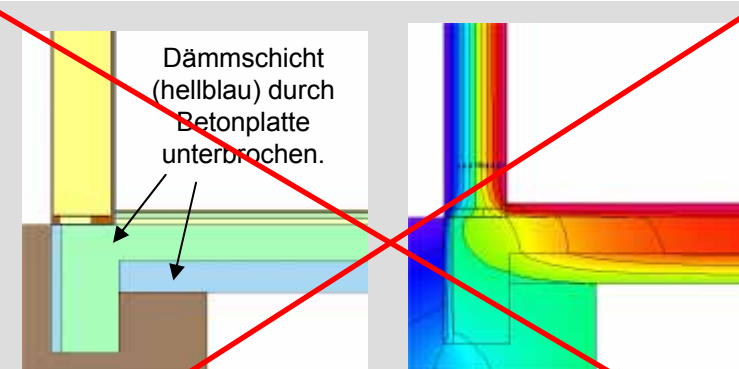 Dämmschicht
(hellblau) durch
Betonplatte
unterbrochen.